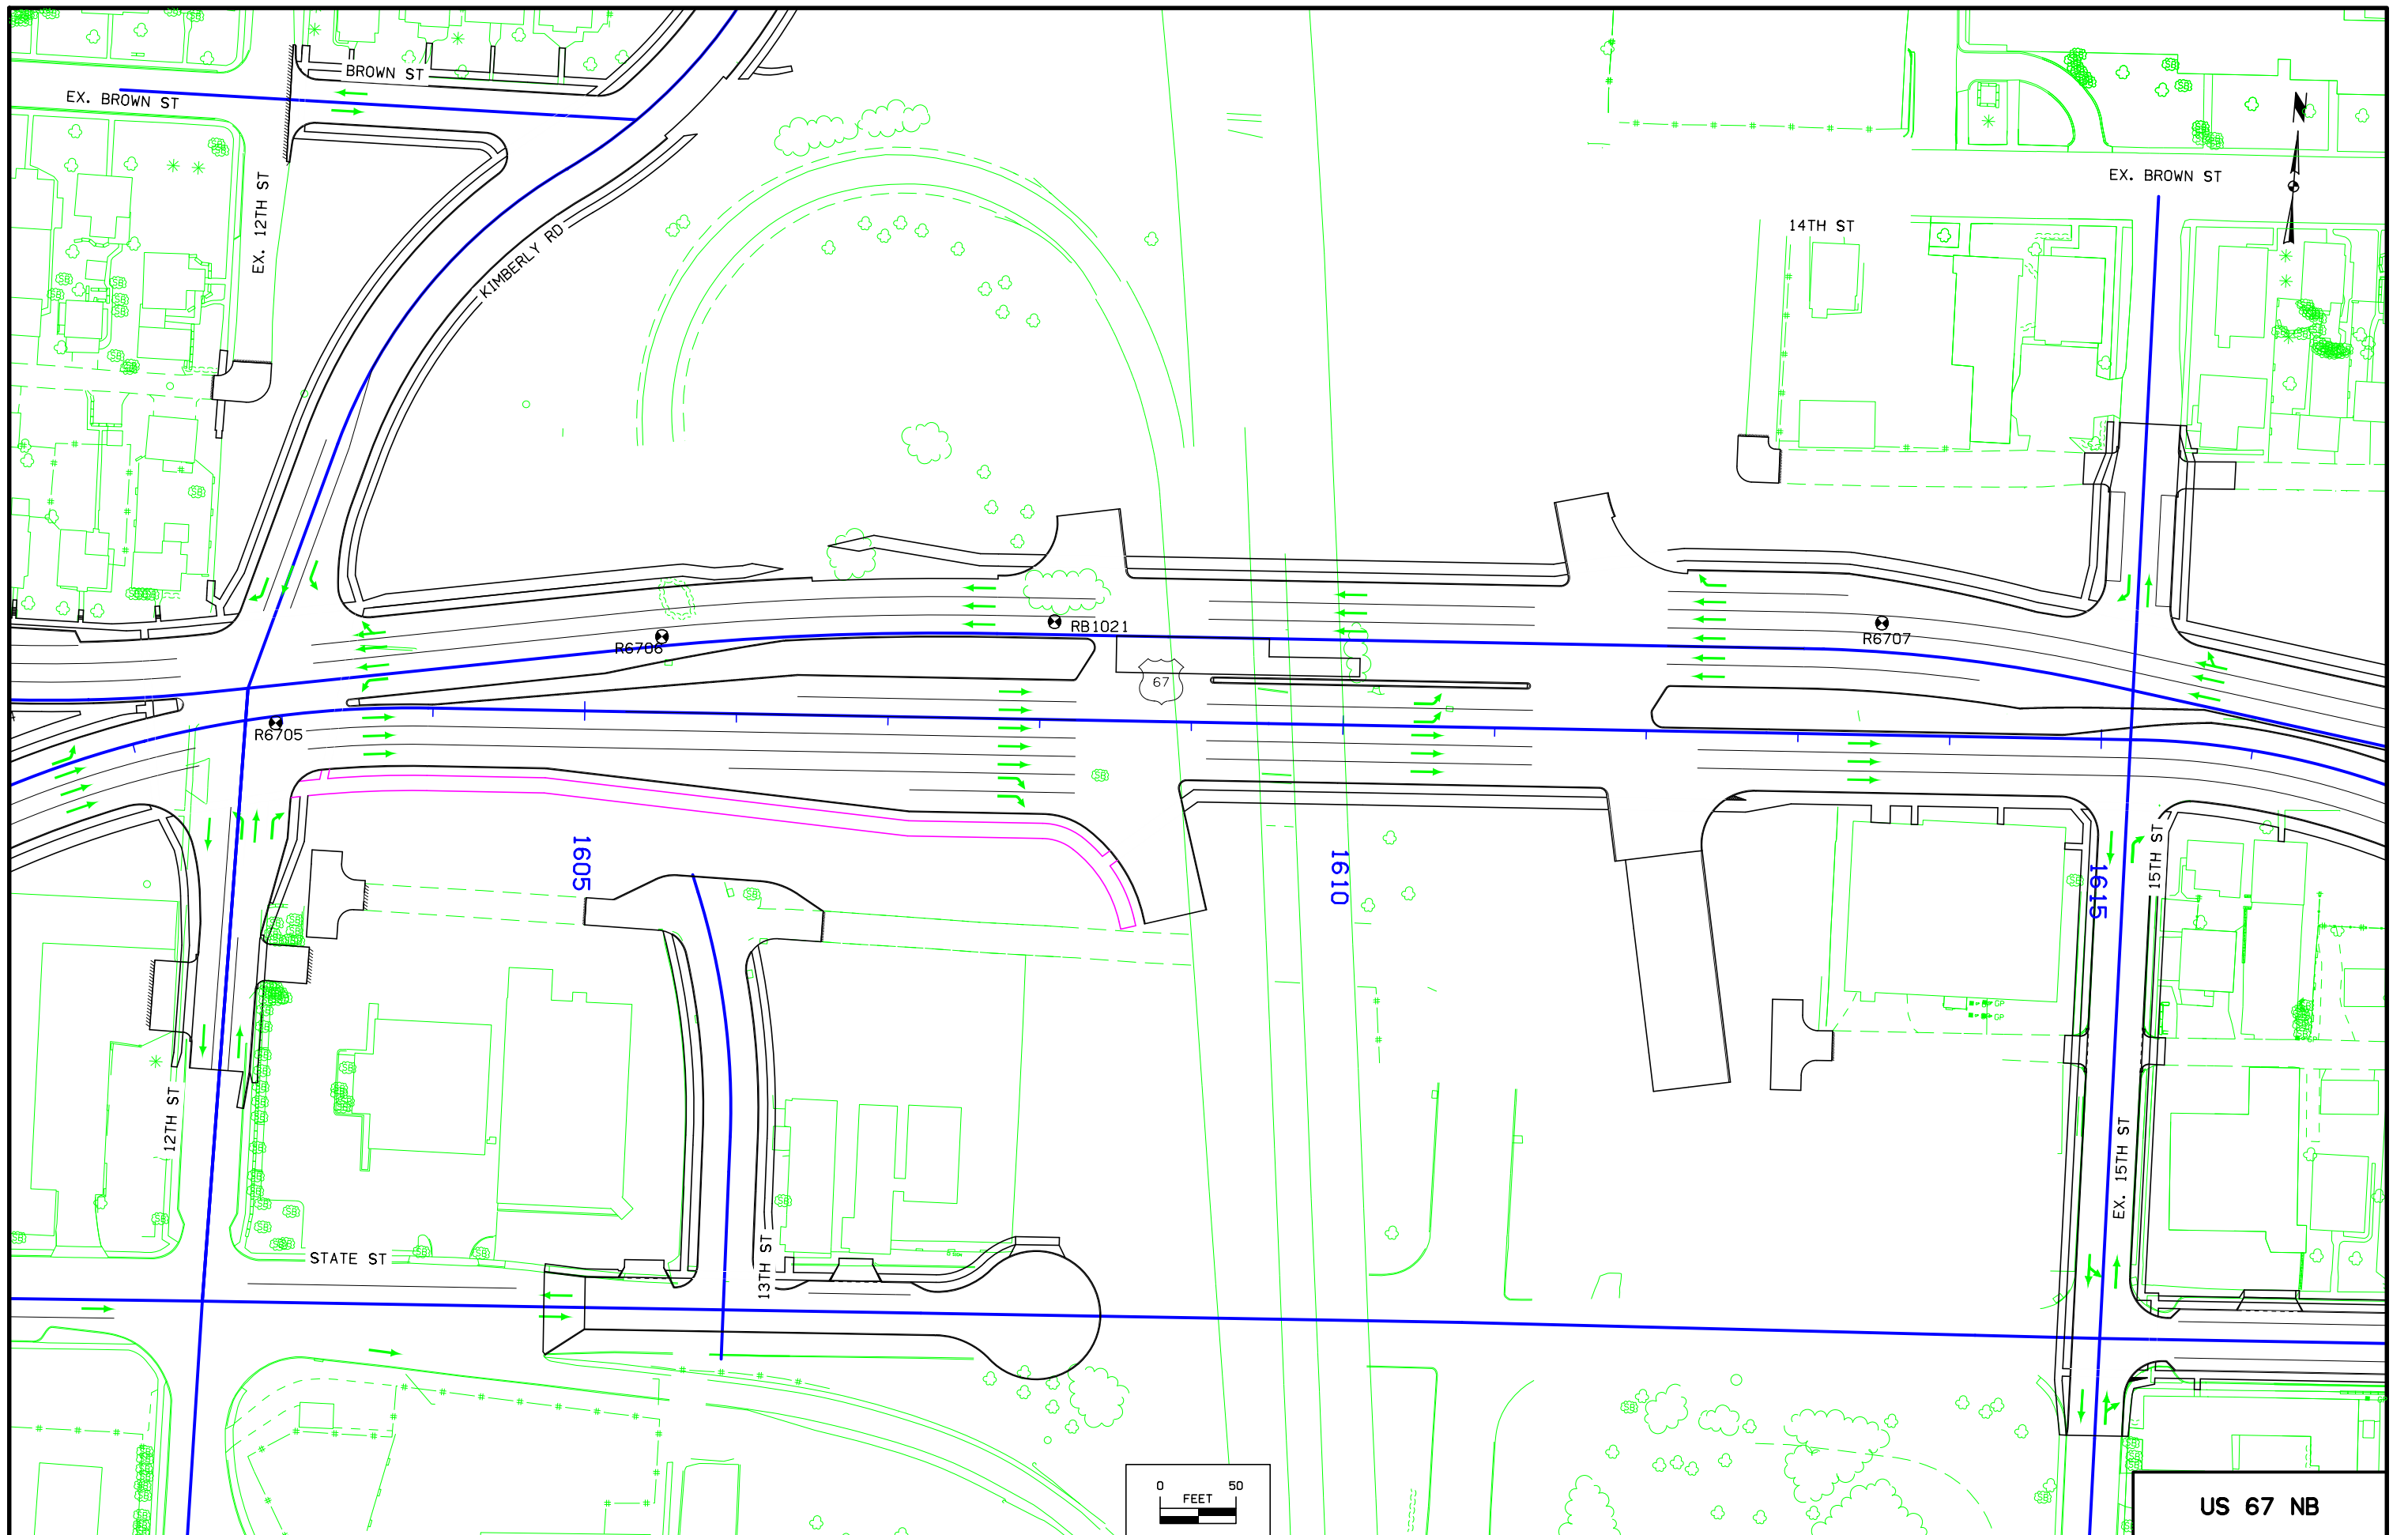 BROWN ST
EX. BROWN ST
EX. 12TH ST
KIMBERLY RD
N
EX. BROWN ST
14TH ST
R6708
RB1021
R6707
67
R6705
1605
1610
1615
15TH ST
12TH ST
EX. 15TH ST
STATE ST
13TH ST
0 50
FEET
US 67 NB